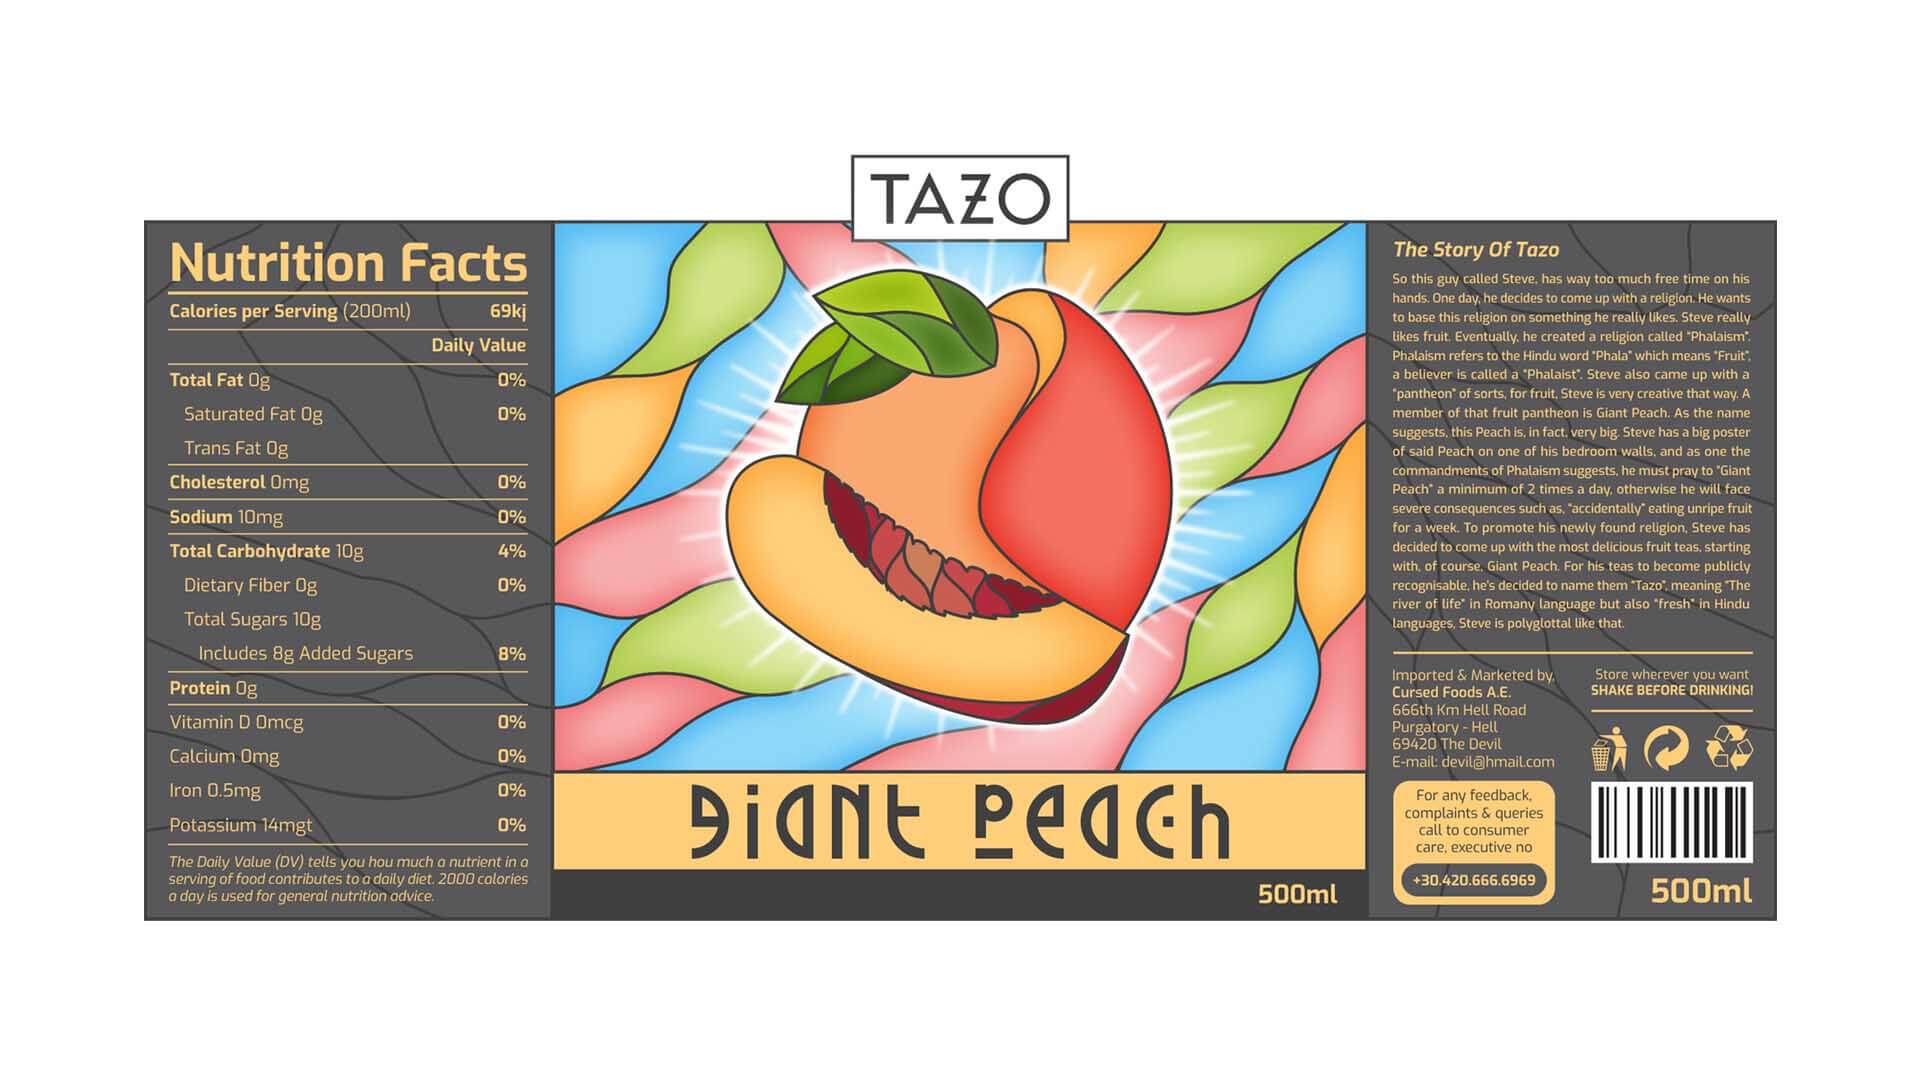 TAZO
Nutrition Facts
Calories per Serving (200ml) 69kj
Daily Value
Total Fat 0g 0%
Saturated Fat 0g 0%
Trans Fat 0g
Cholesterol 0mg 0%
Sodium 10mg 0%
Total Carbohydrate 10g 4%
Dietary Fiber 0g 0%
Total Sugars 10g
Includes 8g Added Sugars 8%
Protein 0g
Vitamin D 0mcg 0%
Calcium 0mg 0%
Iron 0.5mg 0%
Potassium 14mgt 0%
The Daily Value (DV) tells you hou much a nutrient in a
serving of food contributes to a daily diet. 2000 calories
a day is used for general nutrition advice.
Giant Peach
500ml
The Story Of Tazo
So this guy called Steve, has way too much free time on his
hands. One day, he decides to come up with a religion. He wants
to base this religion on something he really likes. Steve really
likes fruit. Eventually, he created a religion called "Phalaism".
Phalaism refers to the Hindu word "Phala" which means "Fruit",
a believer is called a "Phalaist". Steve also came up with a
"pantheon" of sorts, for fruit, Steve is very creative that way. A
member of that fruit pantheon is Giant Peach. As the name
suggests, this Peach is, in fact, very big. Steve has a big poster
of said Peach on one of his bedroom walls, and as one the
commandments of Phalaism suggests, he must pray to "Giant
Peach" a minimum of 2 times a day, otherwise he will face
severe consequences such as, "accidentally" eating unripe fruit
for a week. To promote his newly found religion, Steve has
decided to come up with the most delicious fruit teas, starting
with, of course, Giant Peach. For his teas to become publicly
recognisable, he's decided to name them "Tazo", meaning "The
river of life" in Romany language but also "fresh" in Hindu
languages, Steve is polyglottal like that.
Imported & Marketed by,
Cursed Foods A.E.
666th Km Hell Road
Purgatory - Hell
69420 The Devil
E-mail: devil@hmail.com
Store wherever you want
SHAKE BEFORE DRINKING!
For any feedback,
complaints & queries
call to consumer
care, executive no
+30.420.666.6969
500ml